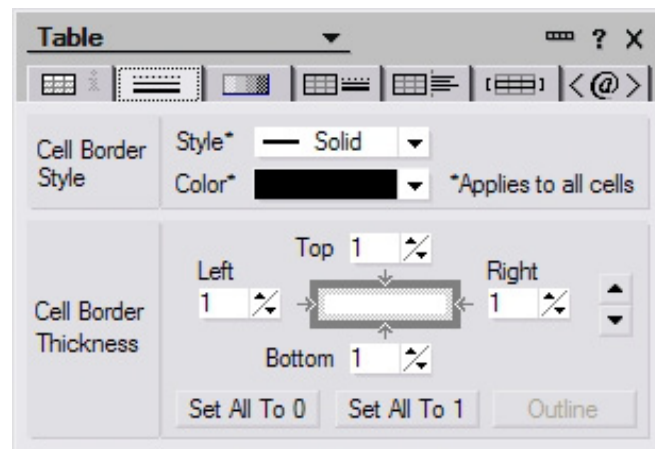 Table
? X
< @ >
Cell Border
Style
Style* Solid
Color* *Applies to all cells
Cell Border
Thickness
Top 1
Left
1
Right
1
Bottom 1
Set All To 0 Set All To 1 Outline